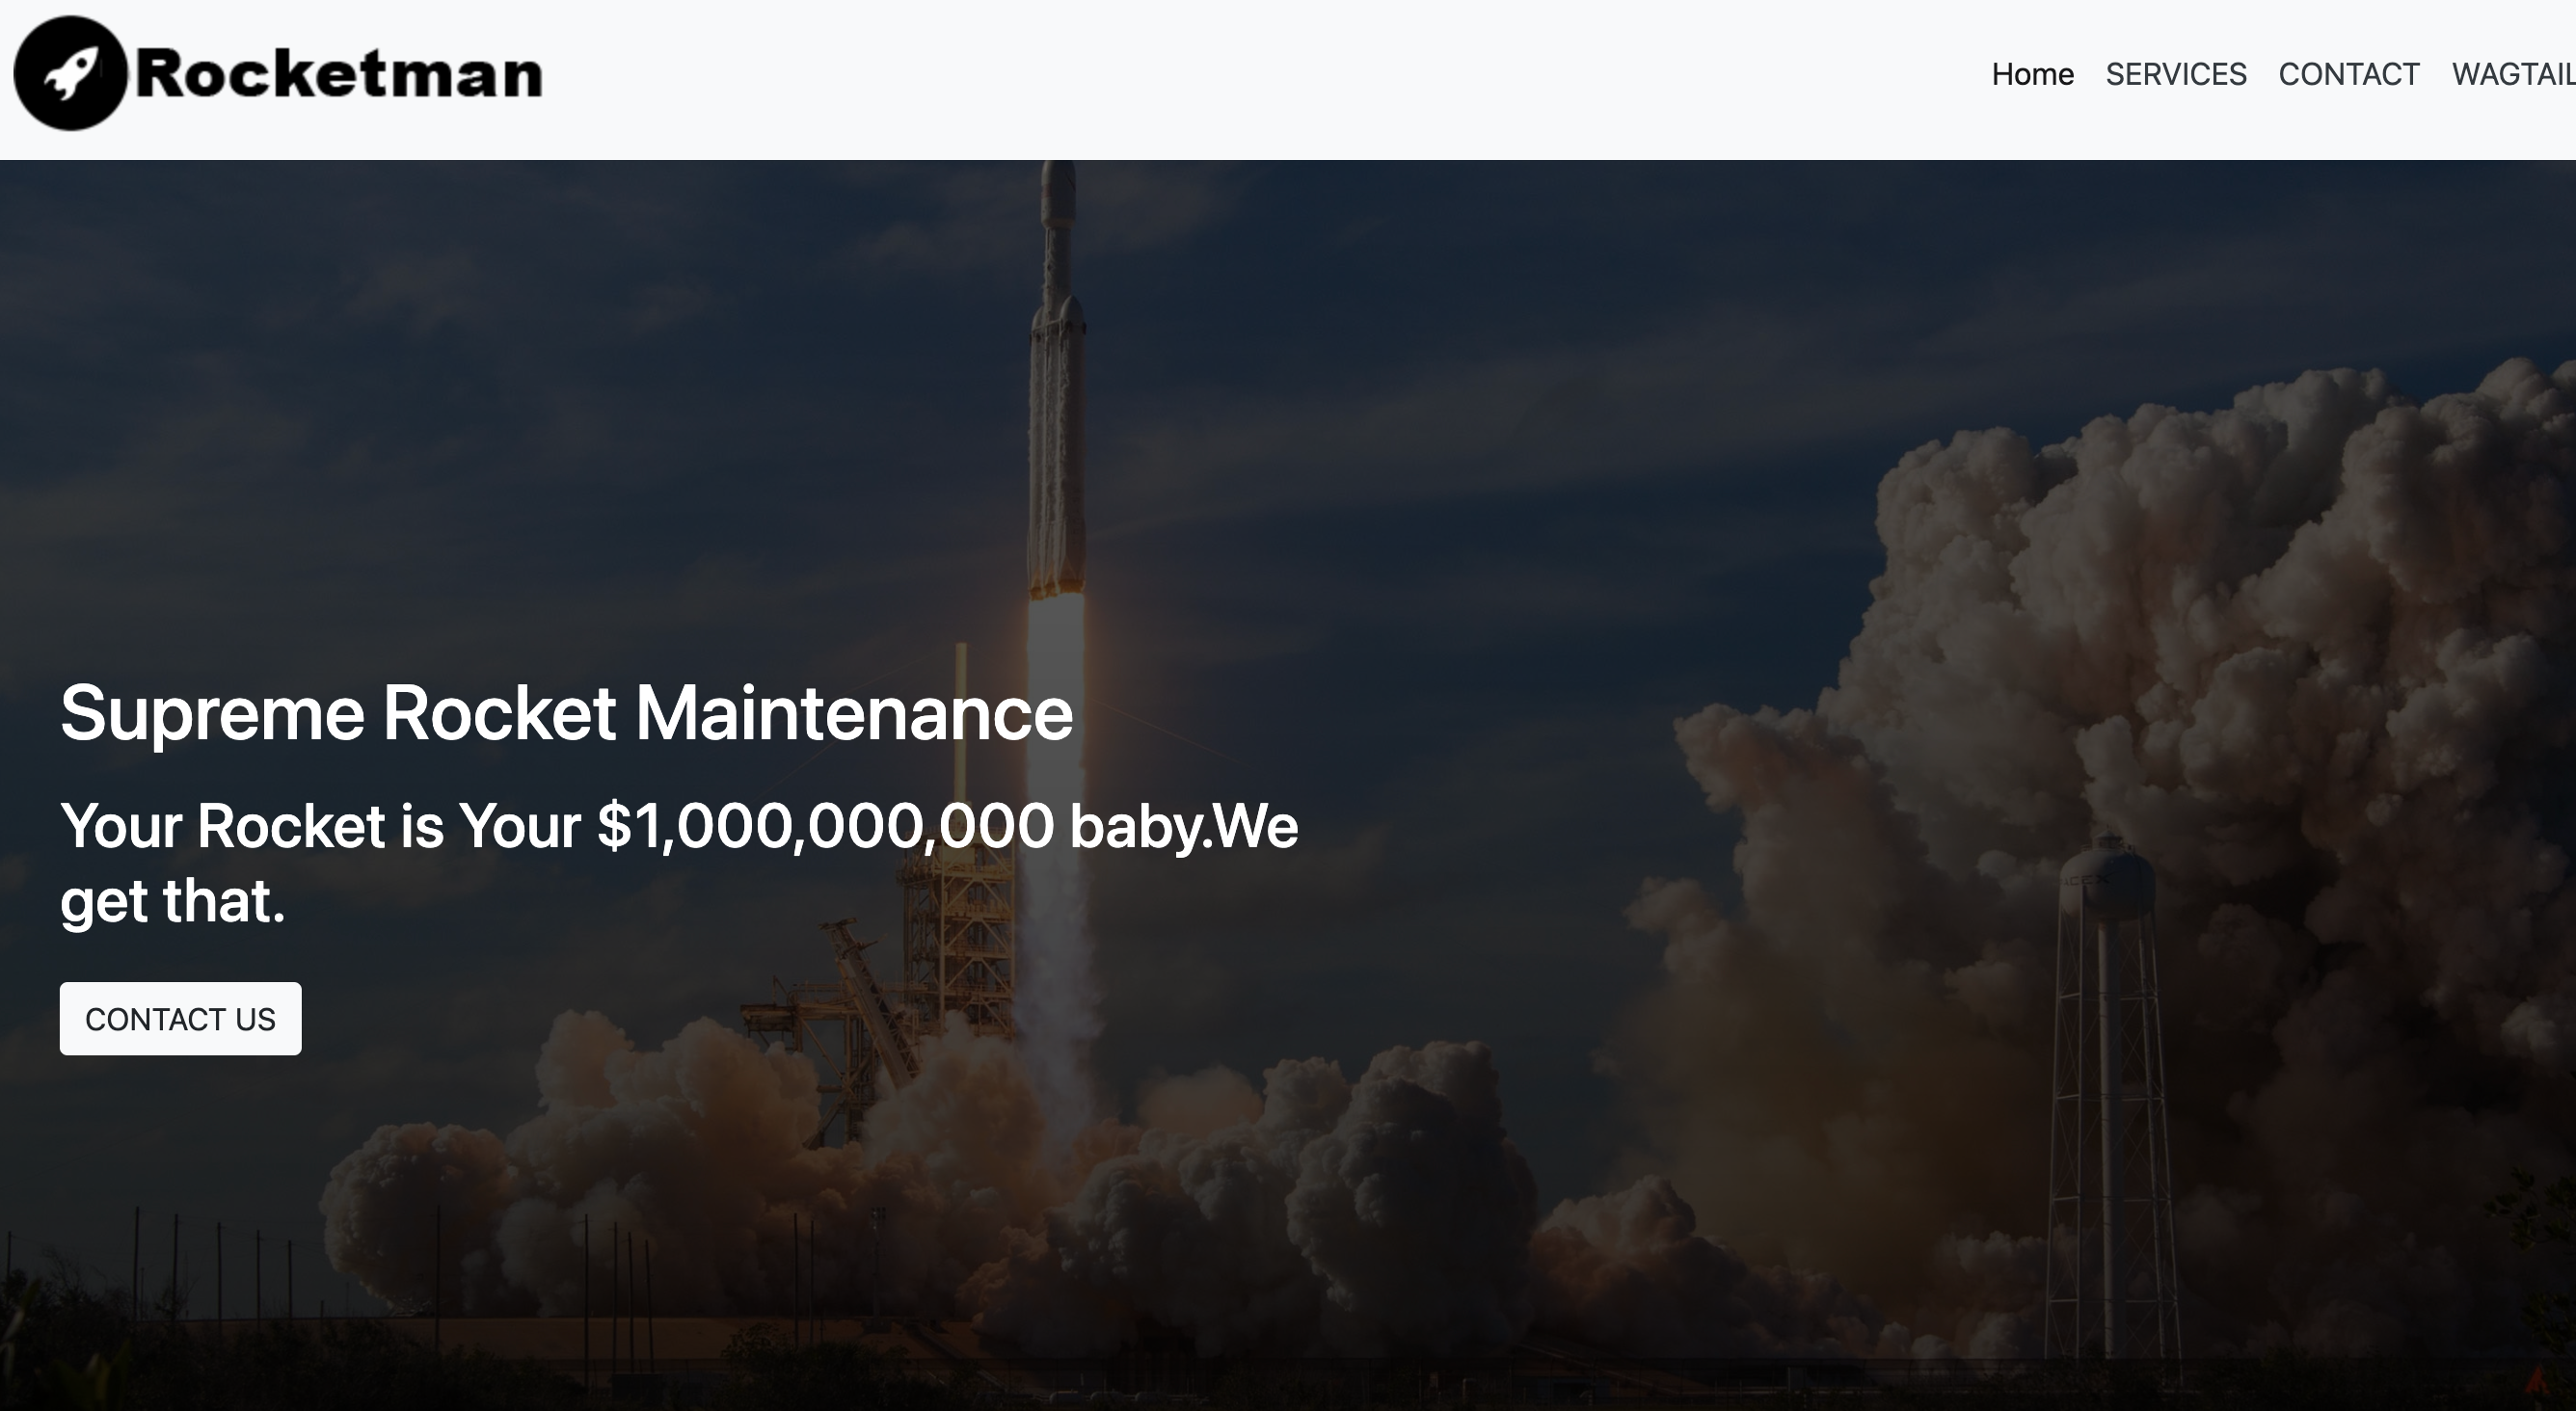 Rocketman
Home SERVICES CONTACT WAGTAIL
Supreme Rocket Maintenance
Your Rocket is Your $1,000,000,000 baby.We
get that.
CONTACT US